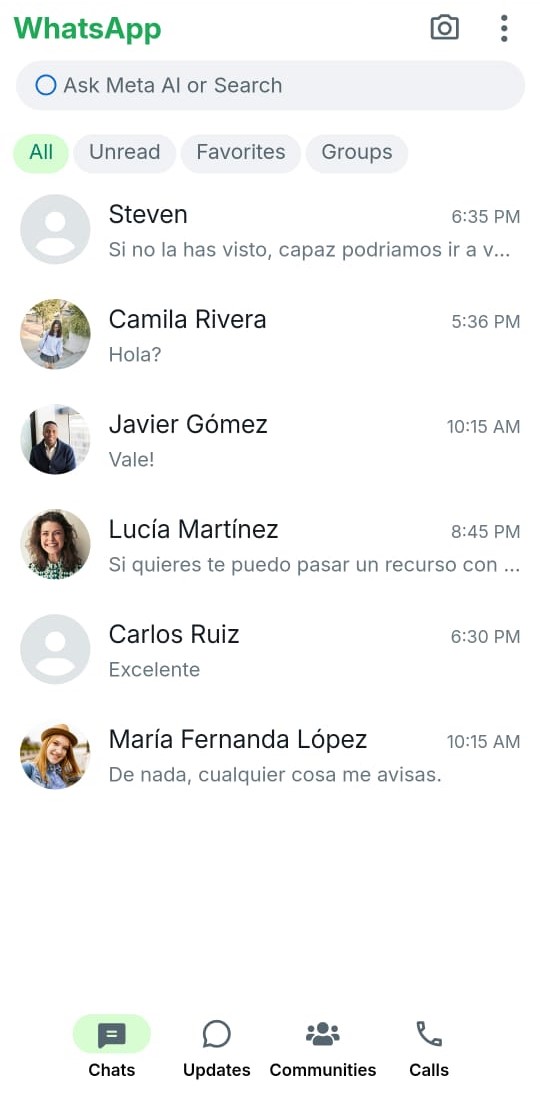 WhatsApp
Ask Meta AI or Search
All Unread Favorites Groups
Steven 6:35 PM
Si no la has visto, capaz podriamos ir a v...
Camila Rivera 5:36 PM
Hola?
Javier Gómez 10:15 AM
Vale!
Lucía Martínez 8:45 PM
Si quieres te puedo pasar un recurso con ...
Carlos Ruiz 6:30 PM
Excelente
María Fernanda López 10:15 AM
De nada, cualquier cosa me avisas.
Chats Updates Communities Calls